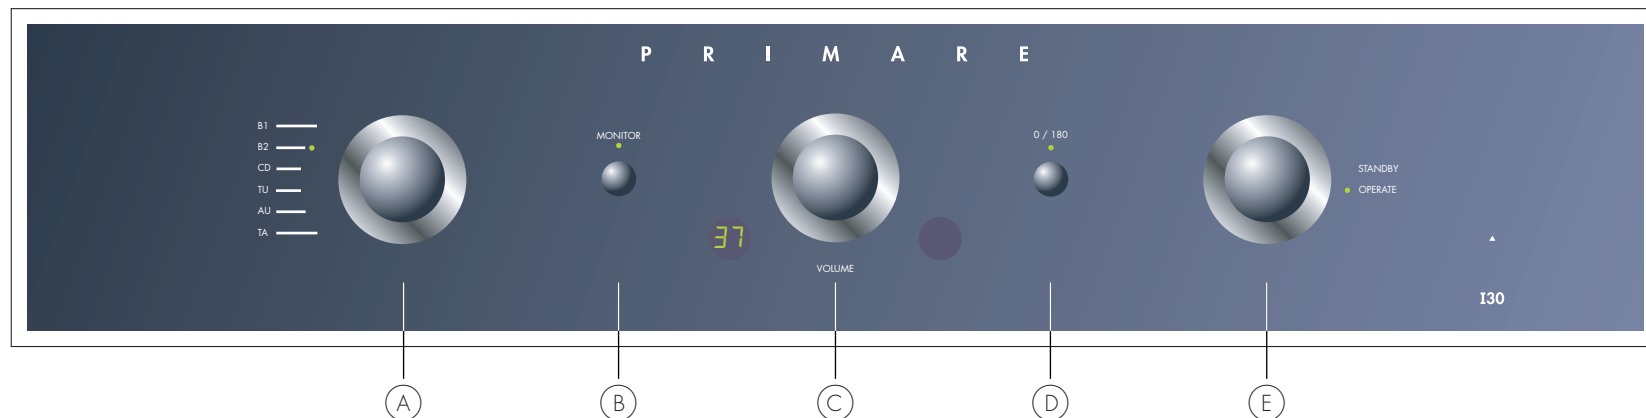 P R I M A R E
B1
B2
CD
TU
AU
TA
MONITOR
37
VOLUME
0 / 180
STANDBY
OPERATE
I30
A
B
C
D
E